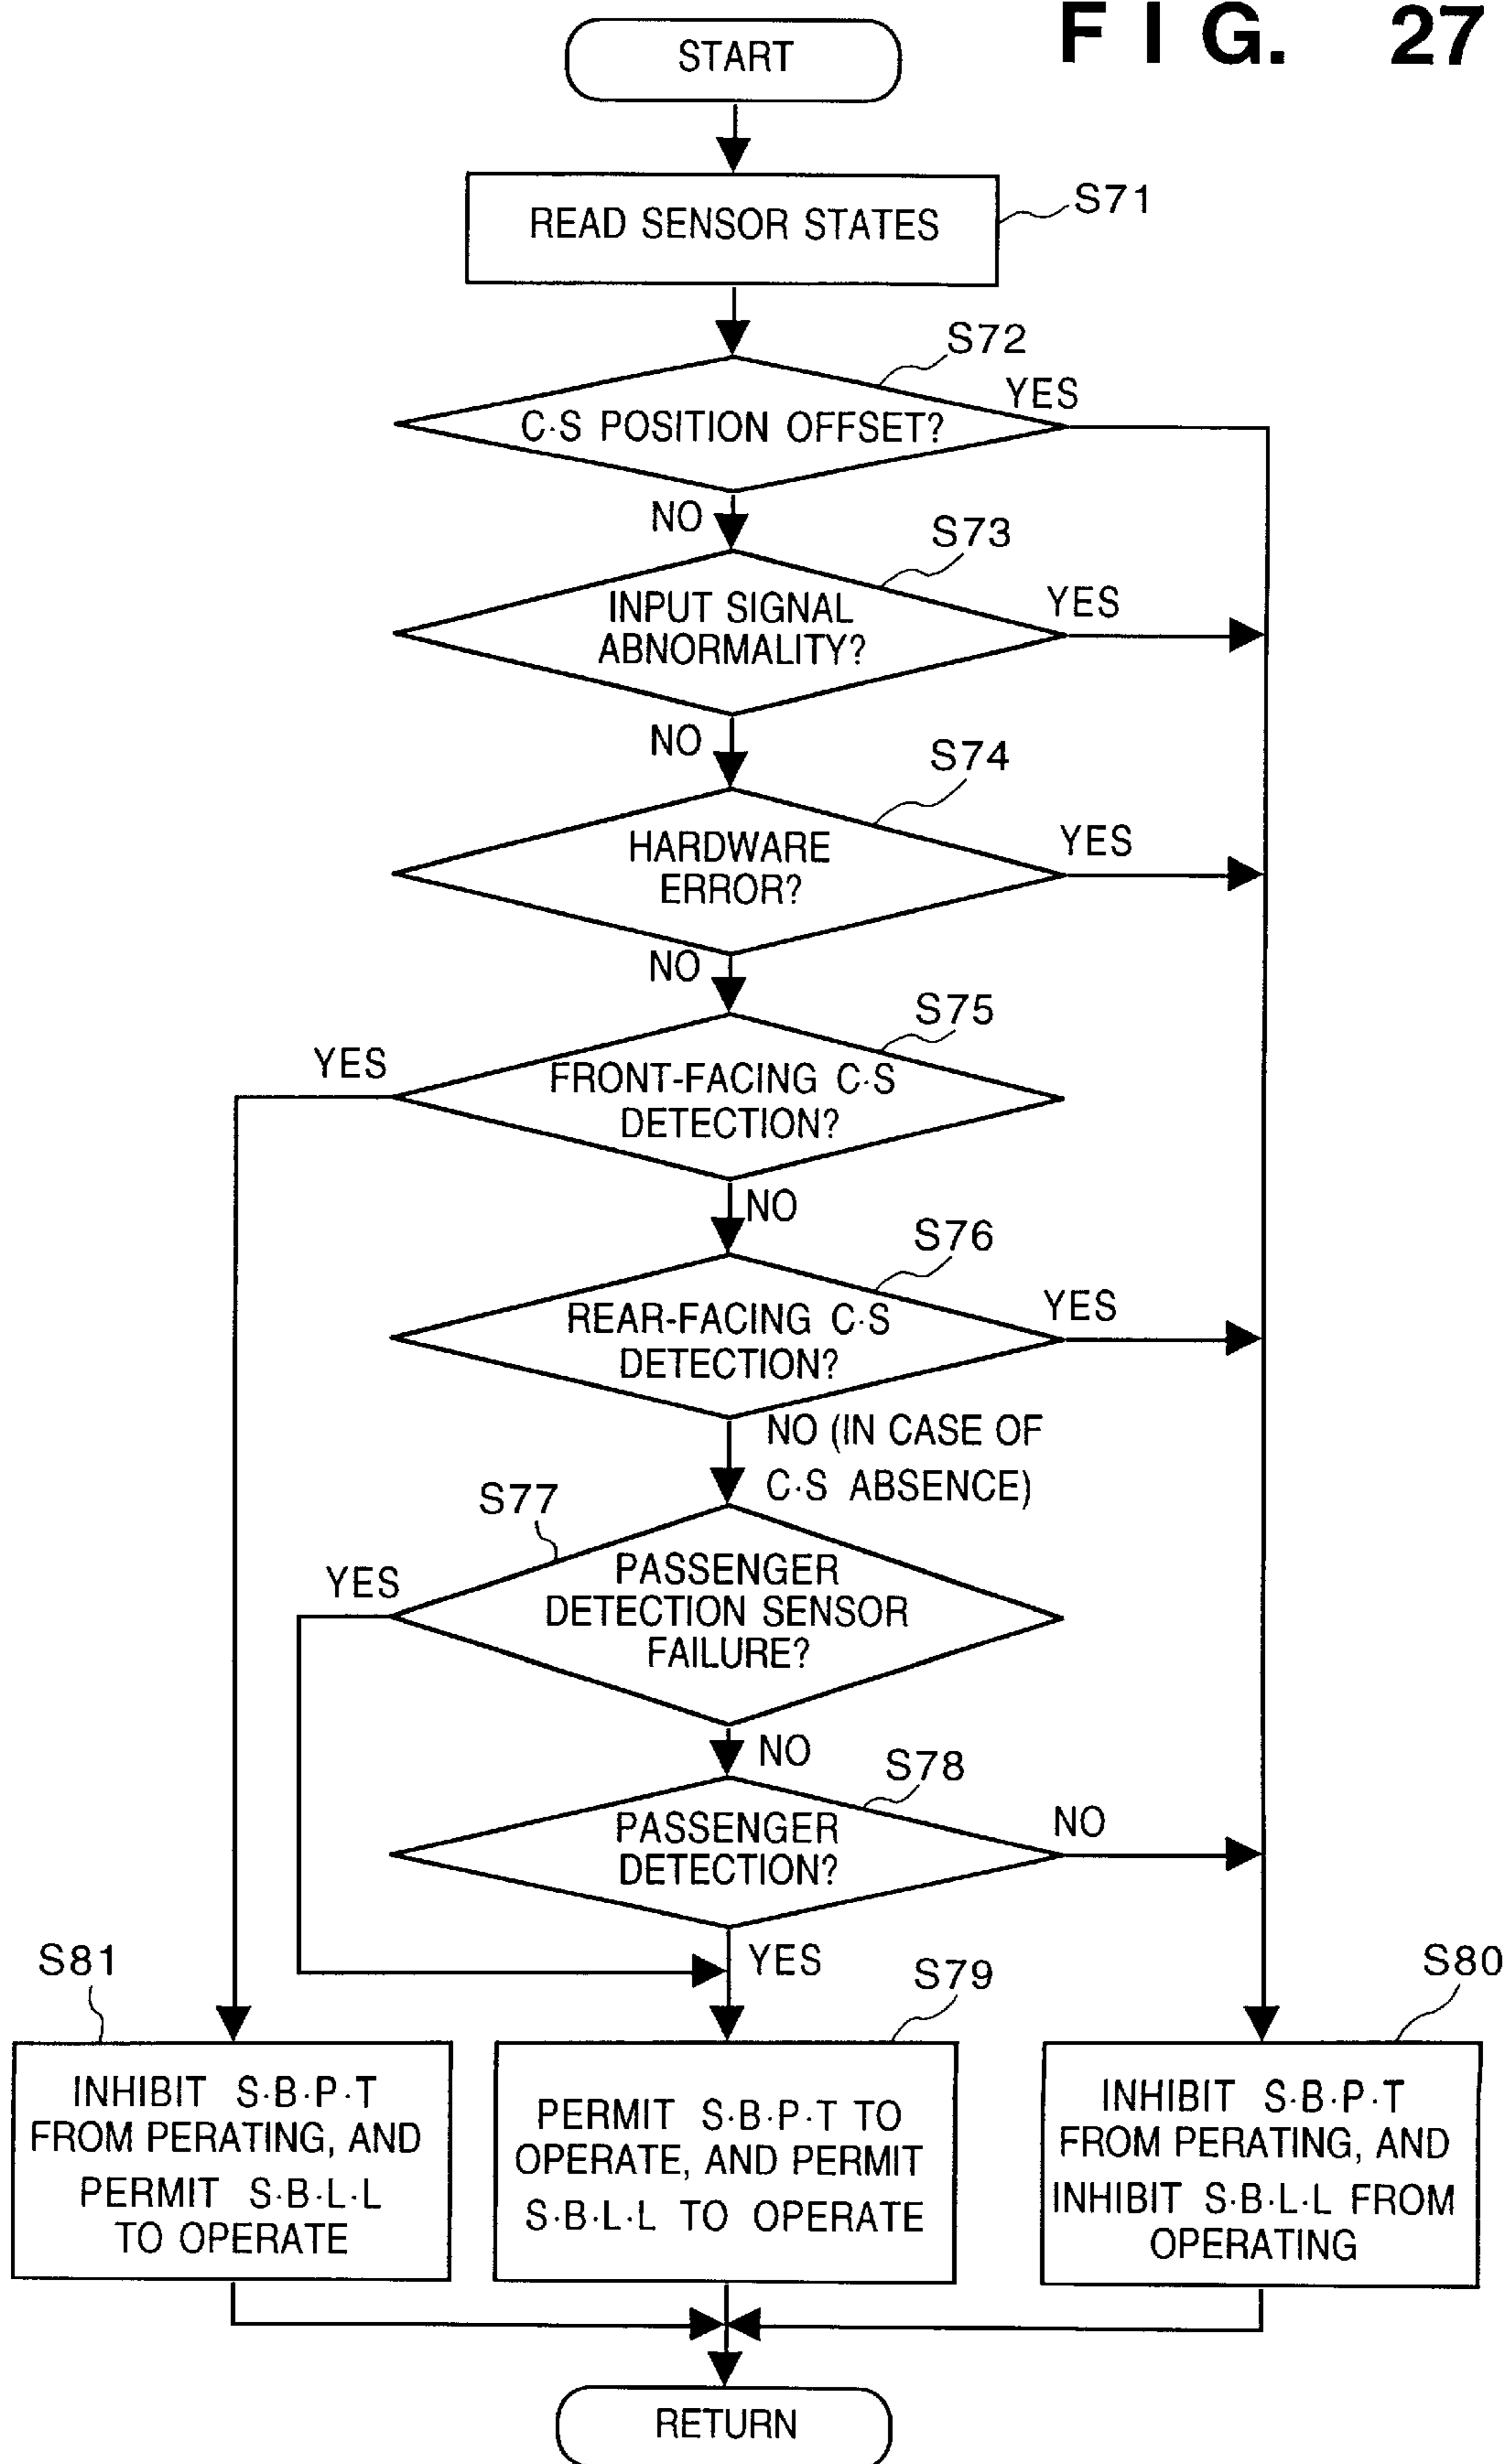 FIG. 27
START
READ SENSOR STATES
S71
S72
C·S POSITION OFFSET?
YES
NO
S73
INPUT SIGNAL
ABNORMALITY?
YES
NO
S74
HARDWARE
ERROR?
YES
NO
S75
YES
FRONT-FACING C·S
DETECTION?
NO
S76
REAR-FACING C·S
DETECTION?
YES
NO (IN CASE OF
C·S ABSENCE)
S77
YES
PASSENGER
DETECTION SENSOR
FAILURE?
NO
S78
PASSENGER
DETECTION?
NO
YES
S81
INHIBIT S·B·P·T
FROM PERATING, AND
PERMIT S·B·L·L
TO OPERATE
S79
PERMIT S·B·P·T TO
OPERATE, AND PERMIT
S·B·L·L TO OPERATE
S80
INHIBIT S·B·P·T
FROM PERATING, AND
INHIBIT S·B·L·L FROM
OPERATING
RETURN